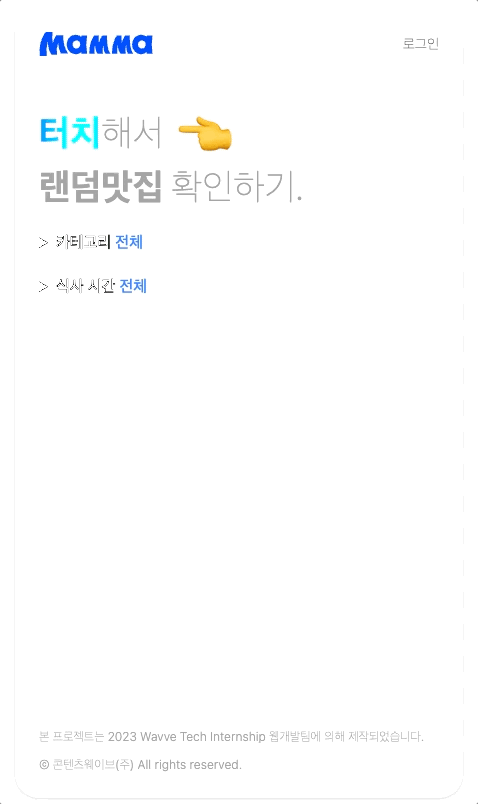 Mamma
로그인
터치해서 👈
랜덤맛집 확인하기.
> 카테고리 전체
> 식사 시간 전체
본 프로젝트는 2023 Wavve Tech Internship 웹개발팀에 의해 제작되었습니다.
© 콘텐츠웨이브(주) All rights reserved.